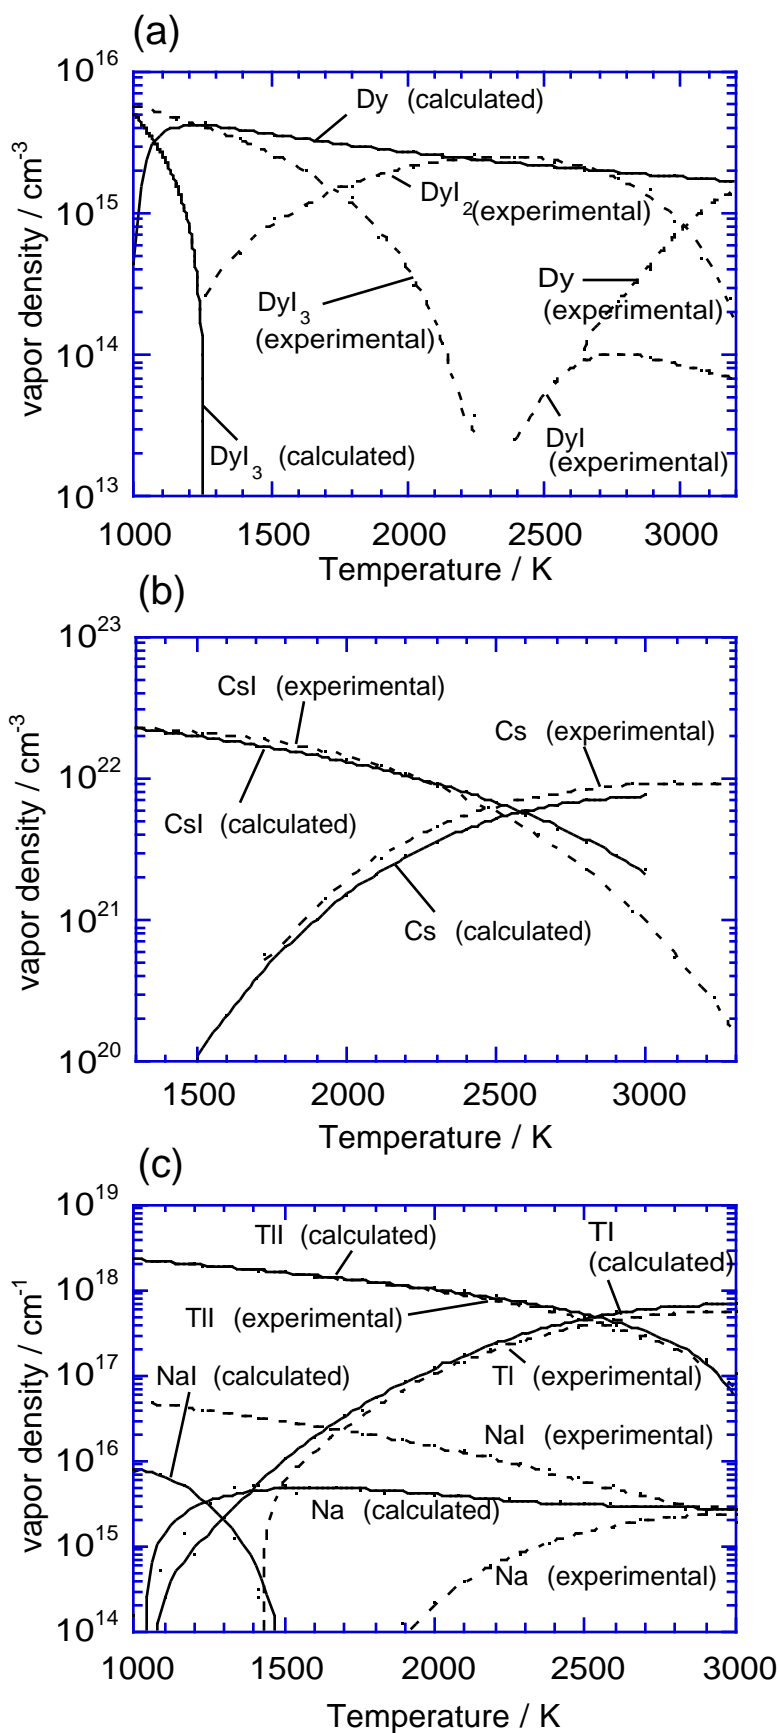 (a)
10^16
Dy (calculated)
10^15
DyI2 (experimental)
Dy
(experimental)
DyI3
(experimental)
10^14
DyI
(experimental)
DyI3 (calculated)
10^13
1000 1500 2000 2500 3000
Temperature / K
vapor density / cm^-3
(b)
10^23
CsI (experimental)
Cs (experimental)
10^22
CsI (calculated)
10^21
Cs (calculated)
10^20
1500 2000 2500 3000
Temperature / K
vapor density / cm^-3
(c)
10^19
TlI (calculated)
Tl
(calculated)
10^18
TlI (experimental)
10^17
NaI (calculated)
Tl (experimental)
NaI (experimental)
10^16
Na (calculated)
10^15
Na (experimental)
10^14
1000 1500 2000 2500 3000
Temperature / K
vapor density / cm^-1